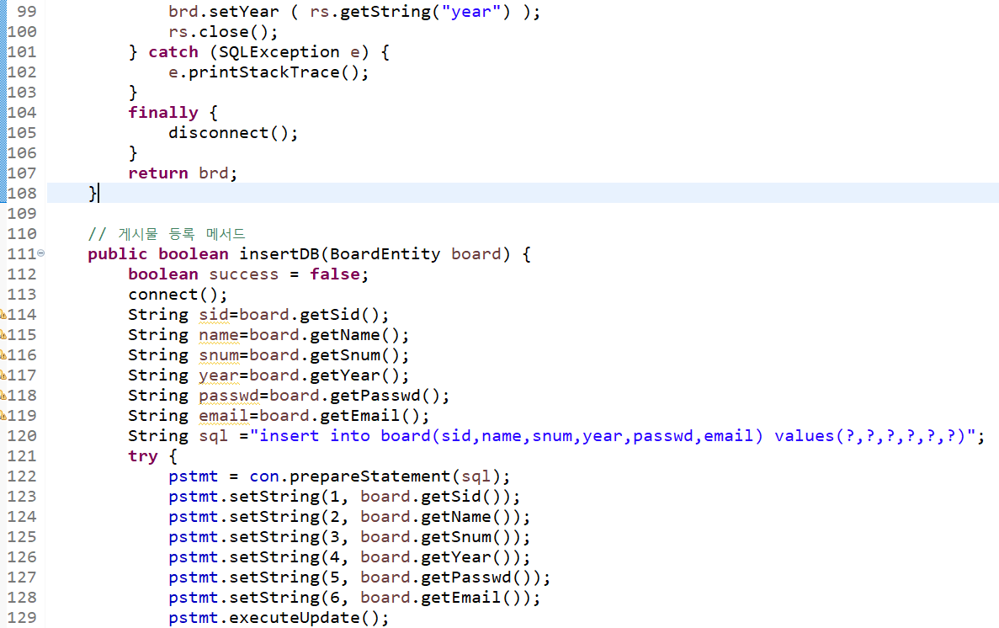 99 brd.setYear ( rs.getString("year") );
100 rs.close();
101 } catch (SQLException e) {
102 e.printStackTrace();
103 }
104 finally {
105 disconnect();
106 }
107 return brd;
108 }
109
110 // 게시물 등록 메서드
111 public boolean insertDB(BoardEntity board) {
112 boolean success = false;
113 connect();
114 String sid=board.getSid();
115 String name=board.getName();
116 String snum=board.getSnum();
117 String year=board.getYear();
118 String passwd=board.getPasswd();
119 String email=board.getEmail();
120 String sql ="insert into board(sid,name,snum,year,passwd,email) values(?,?,?,?,?,?)";
121 try {
122 pstmt = con.prepareStatement(sql);
123 pstmt.setString(1, board.getSid());
124 pstmt.setString(2, board.getName());
125 pstmt.setString(3, board.getSnum());
126 pstmt.setString(4, board.getYear());
127 pstmt.setString(5, board.getPasswd());
128 pstmt.setString(6, board.getEmail());
129 pstmt.executeUpdate();